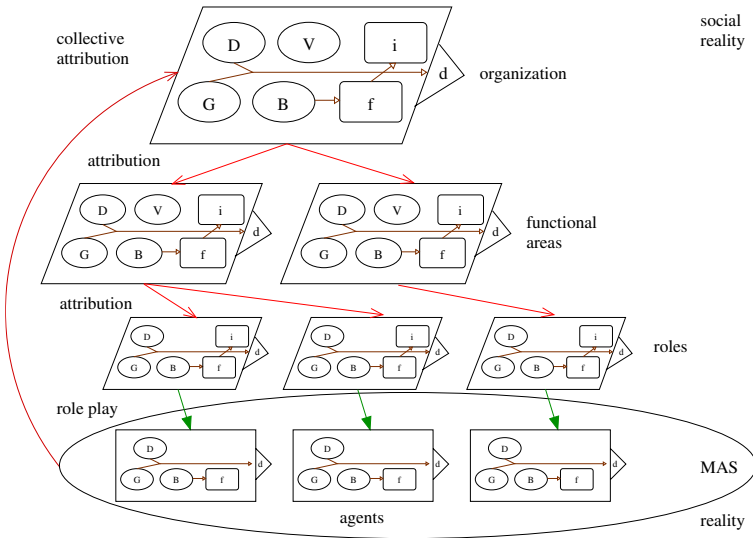 collective
attribution
social
reality
D V i
d
organization
G B f
attribution
D V i
d
G B f
D V i
d
G B f
functional
areas
attribution
D i
d
G B f
D i
d
G B f
D i
d
G B f
roles
role play
D
d
G B f
D
d
G B f
D
d
G B f
MAS
agents
reality